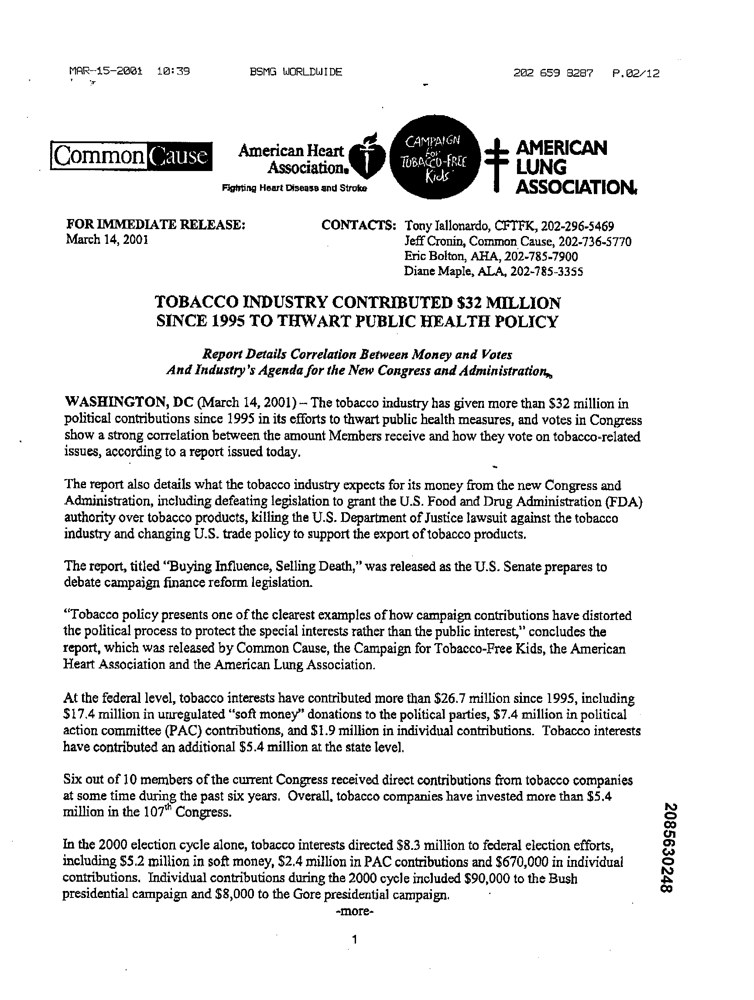 MAR-15-2001 10:39 BSMG WORLDWIDE 202 659 8287 P.02/12
Common Cause
American Heart
Association.
Fighting Heart Disease and Stroke
CAMPAIGN
for
TOBACCO-FREE
Kids
AMERICAN
LUNG
ASSOCIATION.
FOR IMMEDIATE RELEASE:
March 14, 2001
CONTACTS: Tony Iallonardo, CFTFK, 202-296-5469
Jeff Cronin, Common Cause, 202-736-5770
Eric Bolton, AHA, 202-785-7900
Diane Maple, ALA, 202-785-3355
TOBACCO INDUSTRY CONTRIBUTED $32 MILLION
SINCE 1995 TO THWART PUBLIC HEALTH POLICY
Report Details Correlation Between Money and Votes
And Industry's Agenda for the New Congress and Administration
WASHINGTON, DC (March 14, 2001) – The tobacco industry has given more than $32 million in
political contributions since 1995 in its efforts to thwart public health measures, and votes in Congress
show a strong correlation between the amount Members receive and how they vote on tobacco-related
issues, according to a report issued today.
The report also details what the tobacco industry expects for its money from the new Congress and
Administration, including defeating legislation to grant the U.S. Food and Drug Administration (FDA)
authority over tobacco products, killing the U.S. Department of Justice lawsuit against the tobacco
industry and changing U.S. trade policy to support the export of tobacco products.
The report, titled "Buying Influence, Selling Death," was released as the U.S. Senate prepares to
debate campaign finance reform legislation.
"Tobacco policy presents one of the clearest examples of how campaign contributions have distorted
the political process to protect the special interests rather than the public interest," concludes the
report, which was released by Common Cause, the Campaign for Tobacco-Free Kids, the American
Heart Association and the American Lung Association.
At the federal level, tobacco interests have contributed more than $26.7 million since 1995, including
$17.4 million in unregulated "soft money" donations to the political parties, $7.4 million in political
action committee (PAC) contributions, and $1.9 million in individual contributions. Tobacco interests
have contributed an additional $5.4 million at the state level.
Six out of 10 members of the current Congress received direct contributions from tobacco companies
at some time during the past six years. Overall, tobacco companies have invested more than $5.4
million in the 107th Congress.
In the 2000 election cycle alone, tobacco interests directed $8.3 million to federal election efforts,
including $5.2 million in soft money, $2.4 million in PAC contributions and $670,000 in individual
contributions. Individual contributions during the 2000 cycle included $90,000 to the Bush
presidential campaign and $8,000 to the Gore presidential campaign.
-more-
1
2085630248